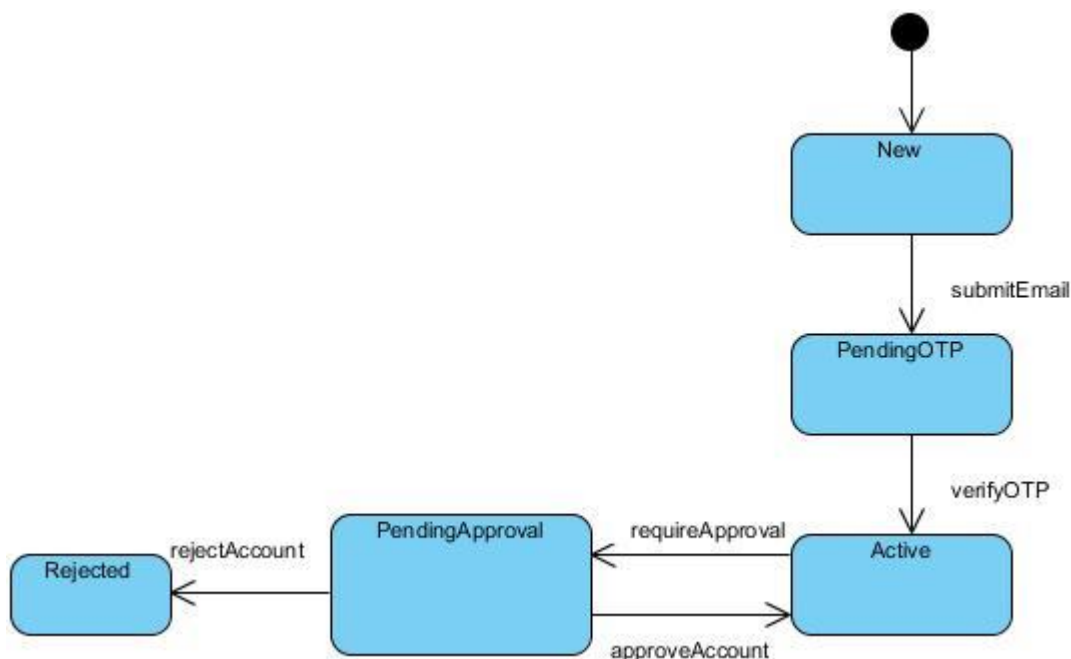 New
submitEmail
PendingOTP
verifyOTP
PendingApproval
requireApproval
Active
rejectAccount
Rejected
approveAccount